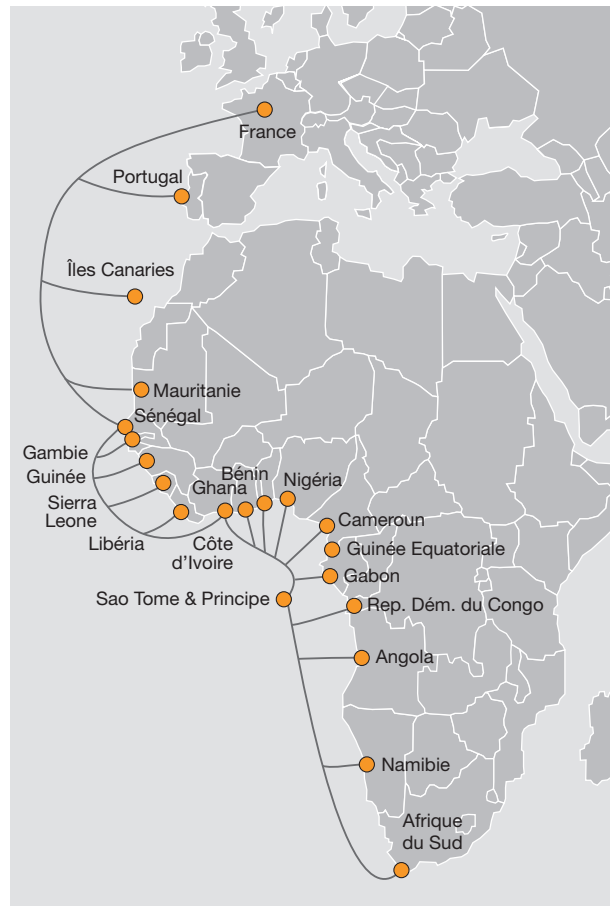 France
Portugal
Îles Canaries
Mauritanie
Sénégal
Gambie
Guinée
Sierra
Leone
Libéria
Côte
d'Ivoire
Ghana
Bénin
Nigéria
Cameroun
Guinée Equatoriale
Gabon
Sao Tome & Principe
Rep. Dém. du Congo
Angola
Namibie
Afrique
du Sud